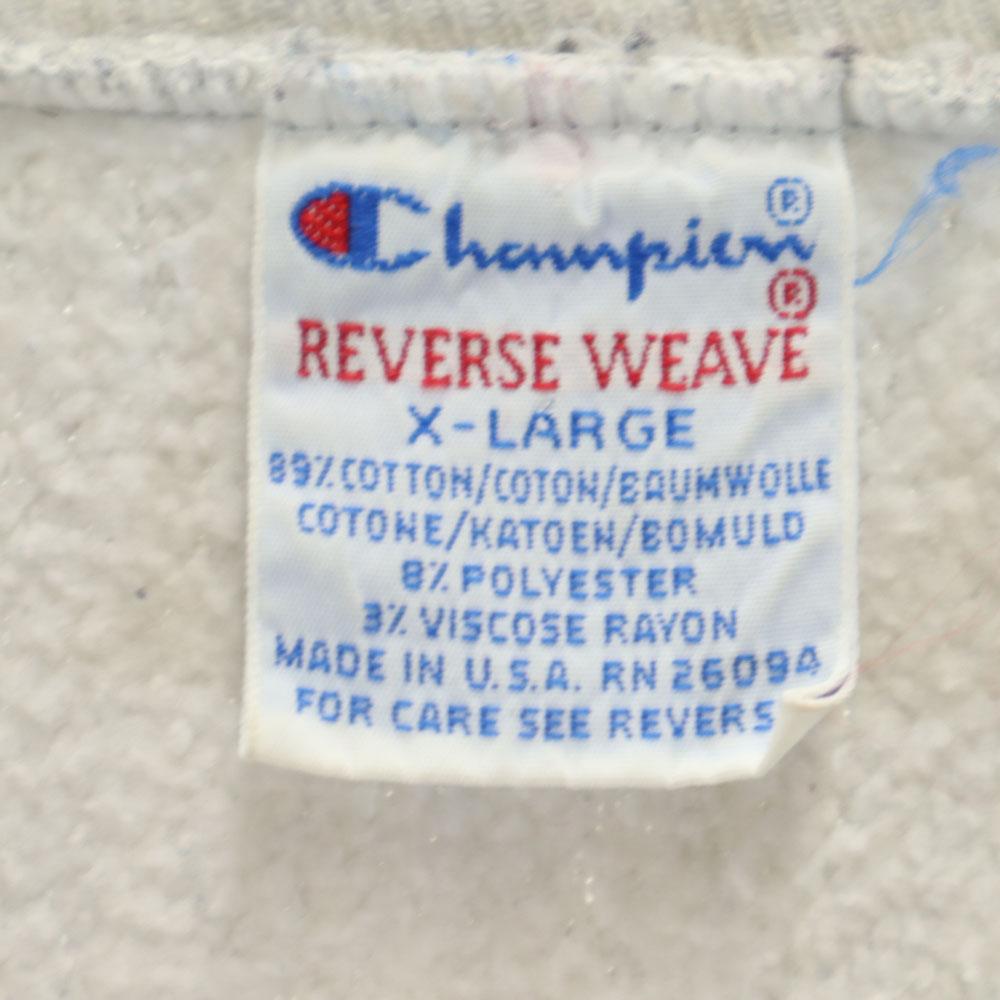 Champion®
®
REVERSE WEAVE
X-LARGE
89% COTTON/COTON/BAUMWOLLE
COTONE/KATOEN/BOMULD
8% POLYESTER
3% VISCOSE RAYON
MADE IN U.S.A. RN 26094
FOR CARE SEE REVERS